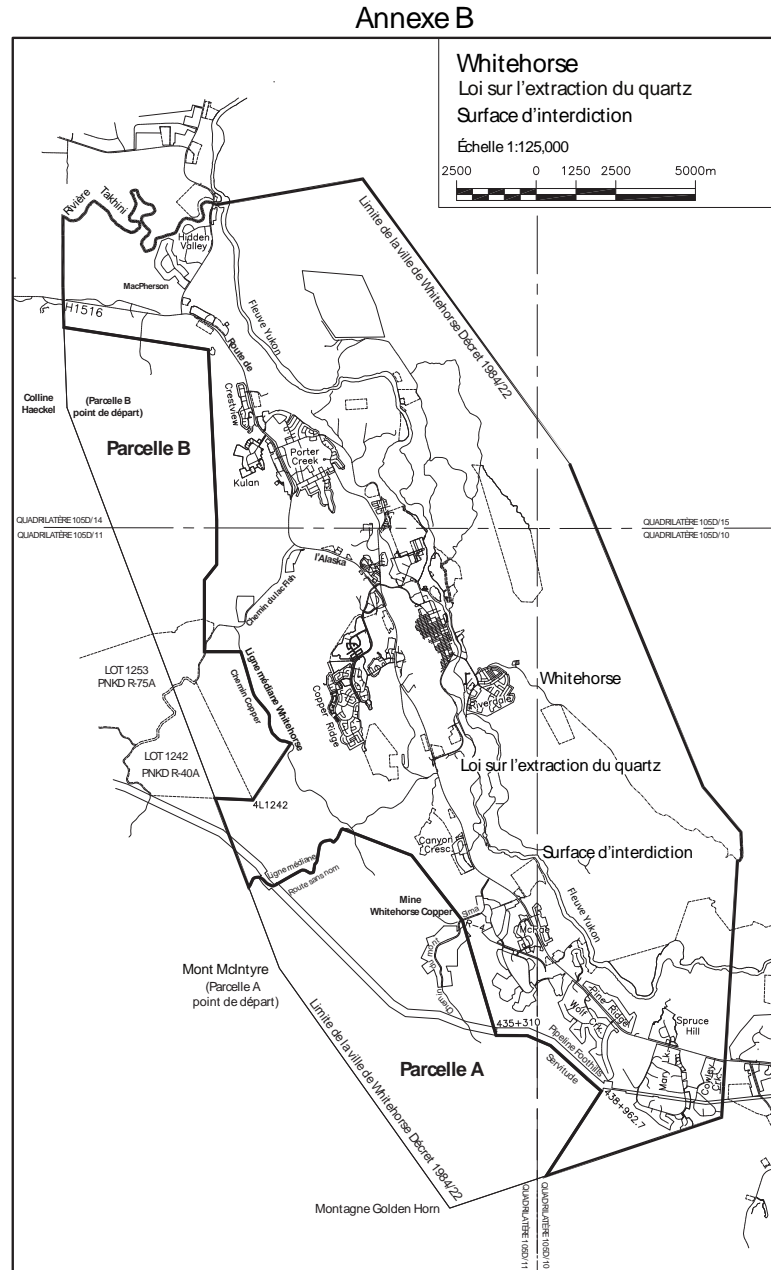 Annexe B
Whitehorse
Loi sur l'extraction du quartz
Surface d'interdiction
Échelle 1:125,000
2500 0 1250 2500 5000m
Rivière Takhini
Hidden
Valley
MacPherson
H1516
Limite de la ville de Whitehorse Décret 1984/22
Fleuve Yukon
Route de
Colline
Haeckel
(Parcelle B
point de départ)
Parcelle B
Crestview
Porter
Creek
Kulan
QUADRILATÈRE 105D/14
QUADRILATÈRE 105D/11
QUADRILATÈRE 105D/15
QUADRILATÈRE 105D/10
l'Alaska
Chemin du lac Fish
LOT 1253
PNKD R-75A
Ligne médiane Whitehorse
Chemin Copper
Copper Ridge
Whitehorse
Riverdale
LOT 1242
PNKD R-40A
4L1242
Loi sur l'extraction du quartz
Canyon
Cresc.
Surface d'interdiction
Ligne médiane
Route sans nom
Mine
Whitehorse Copper
Sima
McRae
Fleuve Yukon
Chemin du mont
Mont McIntyre
(Parcelle A
point de départ)
435+310
Wolf Crk.
Pine Ridge
Spruce
Hill
Pipeline Foothills
Servitude
Mary Lk.
Cowley
Crk.
Parcelle A
438+962.7
Limite de la ville de Whitehorse Décret 1984/22
Montagne Golden Horn
QUADRILATÈRE 105D/11
QUADRILATÈRE 105D/10